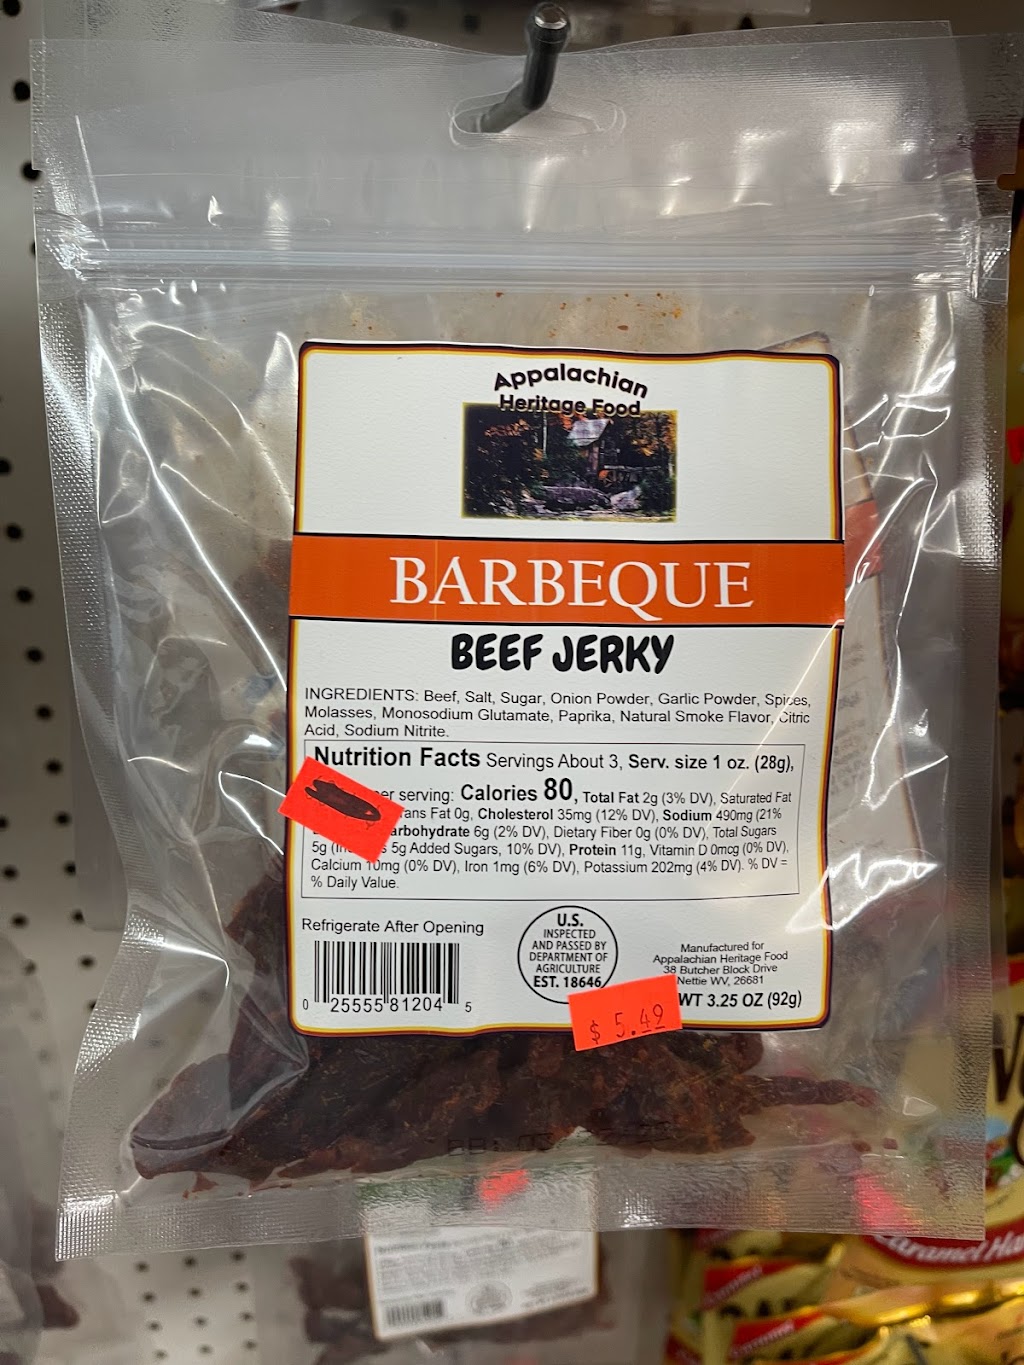 Appalachian
Heritage Food
BARBEQUE
BEEF JERKY
INGREDIENTS: Beef, Salt, Sugar, Onion Powder, Garlic Powder, Spices,
Molasses, Monosodium Glutamate, Paprika, Natural Smoke Flavor, Citric
Acid, Sodium Nitrite.
Nutrition Facts Servings About 3, Serv. size 1 oz. (28g),
per serving: Calories 80, Total Fat 2g (3% DV), Saturated Fat
Trans Fat 0g, Cholesterol 35mg (12% DV), Sodium 490mg (21%
Carbohydrate 6g (2% DV), Dietary Fiber 0g (0% DV), Total Sugars
5g 5g Added Sugars, 10% DV), Protein 11g, Vitamin D 0mcg (0% DV),
Calcium 10mg (0% DV), Iron 1mg (6% DV), Potassium 202mg (4% DV). % DV =
% Daily Value.
Refrigerate After Opening
0 25555 81204 5
U.S.
INSPECTED
AND PASSED BY
DEPARTMENT OF
AGRICULTURE
EST. 18646
Manufactured for
Appalachian Heritage Food
38 Butcher Block Drive
Nettie WV, 26681
WT 3.25 OZ (92g)
$ 5.49